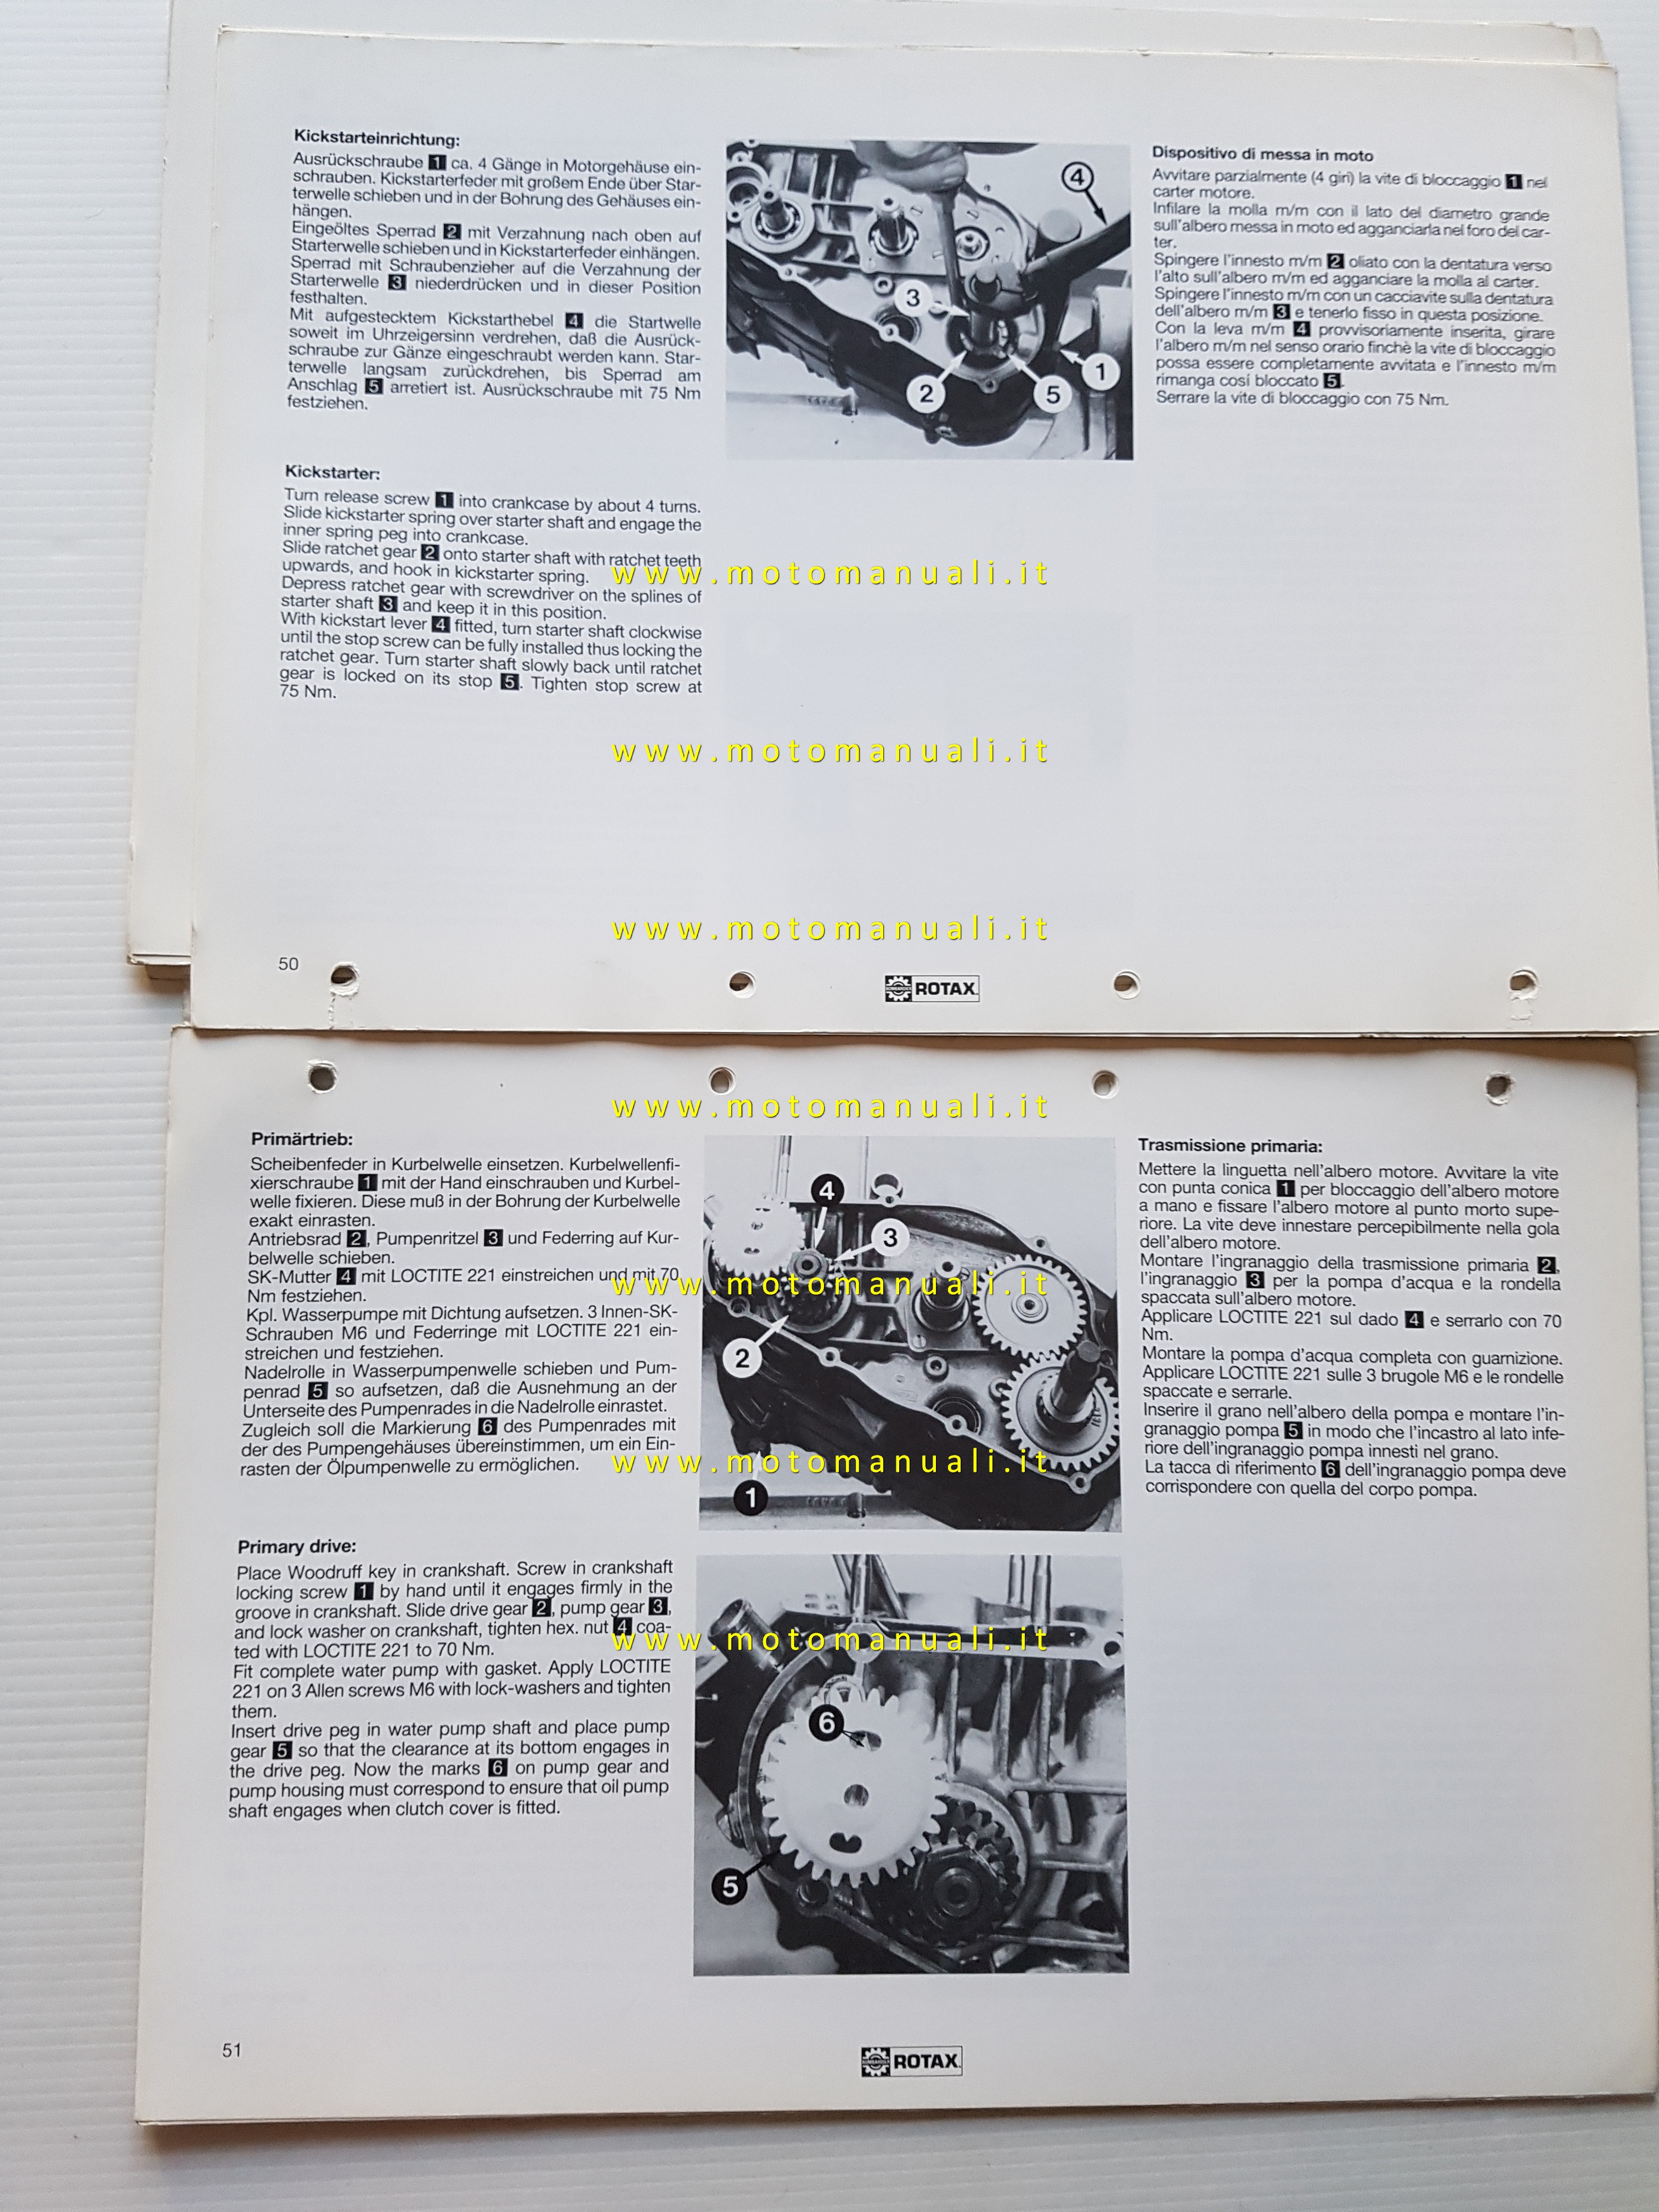 Kickstarteinrichtung:
Ausrückschraube 1 ca. 4 Gänge in Motorgehäuse ein-
schrauben. Kickstarterfeder mit großem Ende über Star-
terwelle schieben und in der Bohrung des Gehäuses ein-
hängen.
Eingeöltes Sperrad 2 mit Verzahnung nach oben auf
Starterwelle schieben und in Kickstarterfeder einhängen.
Sperrad mit Schraubenzieher auf die Verzahnung der
Starterwelle 3 niederdrücken und in dieser Position
festhalten.
Mit aufgestecktem Kickstarthebel 4 die Startwelle
soweit im Uhrzeigersinn verdrehen, daß die Ausrück-
schraube zur Gänze eingeschraubt werden kann. Star-
terwelle langsam zurückdrehen, bis Sperrad am
Anschlag 5 arretiert ist. Ausrückschraube mit 75 Nm
festziehen.
Kickstarter:
Turn release screw 1 into crankcase by about 4 turns.
Slide kickstarter spring over starter shaft and engage the
inner spring peg into crankcase.
Slide ratchet gear 2 onto starter shaft with ratchet teeth
upwards, and hook in kickstarter spring.
Depress ratchet gear with screwdriver on the splines of
starter shaft 3 and keep it in this position.
With kickstart lever 4 fitted, turn starter shaft clockwise
until the stop screw can be fully installed thus locking the
ratchet gear. Turn starter shaft slowly back until ratchet
gear is locked on its stop 5. Tighten stop screw at
75 Nm.
4
3
1
2
5
Dispositivo di messa in moto
Avvitare parzialmente (4 giri) la vite di bloccaggio 1 nel
carter motore.
Infilare la molla m/m con il lato del diametro grande
sull'albero messa in moto ed agganciarla nel foro del car-
ter.
Spingere l'innesto m/m 2 oliato con la dentatura verso
l'alto sull'albero m/m ed agganciare la molla al carter.
Spingere l'innesto m/m con un cacciavite sulla dentatura
dell'albero m/m 3 e tenerlo fisso in questa posizione.
Con la leva m/m 4 provvisoriamente inserita, girare
l'albero m/m nel senso orario finchè la vite di bloccaggio
possa essere completamente avvitata e l'innesto m/m
rimanga cosí bloccato 5.
Serrare la vite di bloccaggio con 75 Nm.
www.motomanuali.it
www.motomanuali.it
www.motomanuali.it
50
ROTAX
www.motomanuali.it
Primärtrieb:
Scheibenfeder in Kurbelwelle einsetzen. Kurbelwellenfi-
xierschraube 1 mit der Hand einschrauben und Kurbel-
welle fixieren. Diese muß in der Bohrung der Kurbelwelle
exakt einrasten.
Antriebsrad 2, Pumpenritzel 3 und Federring auf Kur-
belwelle schieben.
SK-Mutter 4 mit LOCTITE 221 einstreichen und mit 70
Nm festziehen.
Kpl. Wasserpumpe mit Dichtung aufsetzen. 3 Innen-SK-
Schrauben M6 und Federringe mit LOCTITE 221 ein-
streichen und festziehen.
Nadelrolle in Wasserpumpenwelle schieben und Pum-
penrad 5 so aufsetzen, daß die Ausnehmung an der
Unterseite des Pumpenrades in die Nadelrolle einrastet.
Zugleich soll die Markierung 6 des Pumpenrades mit
der des Pumpengehäuses übereinstimmen, um ein Ein-
rasten der Ölpumpenwelle zu ermöglichen.
Primary drive:
Place Woodruff key in crankshaft. Screw in crankshaft
locking screw 1 by hand until it engages firmly in the
groove in crankshaft. Slide drive gear 2, pump gear 3,
and lock washer on crankshaft, tighten hex. nut 4 coa-
ted with LOCTITE 221 to 70 Nm.
Fit complete water pump with gasket. Apply LOCTITE
221 on 3 Allen screws M6 with lock-washers and tighten
them.
Insert drive peg in water pump shaft and place pump
gear 5 so that the clearance at its bottom engages in
the drive peg. Now the marks 6 on pump gear and
pump housing must correspond to ensure that oil pump
shaft engages when clutch cover is fitted.
4
3
www.motomanuali.it
2
www.motomanuali.it
1
www.motomanuali.it
6
5
Trasmissione primaria:
Mettere la linguetta nell'albero motore. Avvitare la vite
con punta conica 1 per bloccaggio dell'albero motore
a mano e fissare l'albero motore al punto morto supe-
riore. La vite deve innestare percepibilmente nella gola
dell'albero motore.
Montare l'ingranaggio della trasmissione primaria 2,
l'ingranaggio 3 per la pompa d'acqua e la rondella
spaccata sull'albero motore.
Applicare LOCTITE 221 sul dado 4 e serrarlo con 70
Nm.
Montare la pompa d'acqua completa con guarnizione.
Applicare LOCTITE 221 sulle 3 brugole M6 e le rondelle
spaccate e serrarle.
Inserire il grano nell'albero della pompa e montare l'in-
granaggio pompa 5 in modo che l'incastro al lato infe-
riore dell'ingranaggio pompa innesti nel grano.
La tacca di riferimento 6 dell'ingranaggio pompa deve
corrispondere con quella del corpo pompa.
51
ROTAX